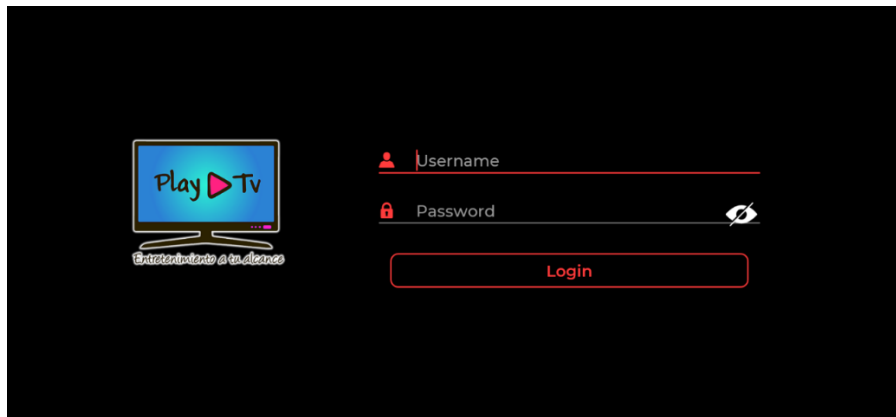 Play Tv
Entretenimiento a tu alcance
Username
Password
Login